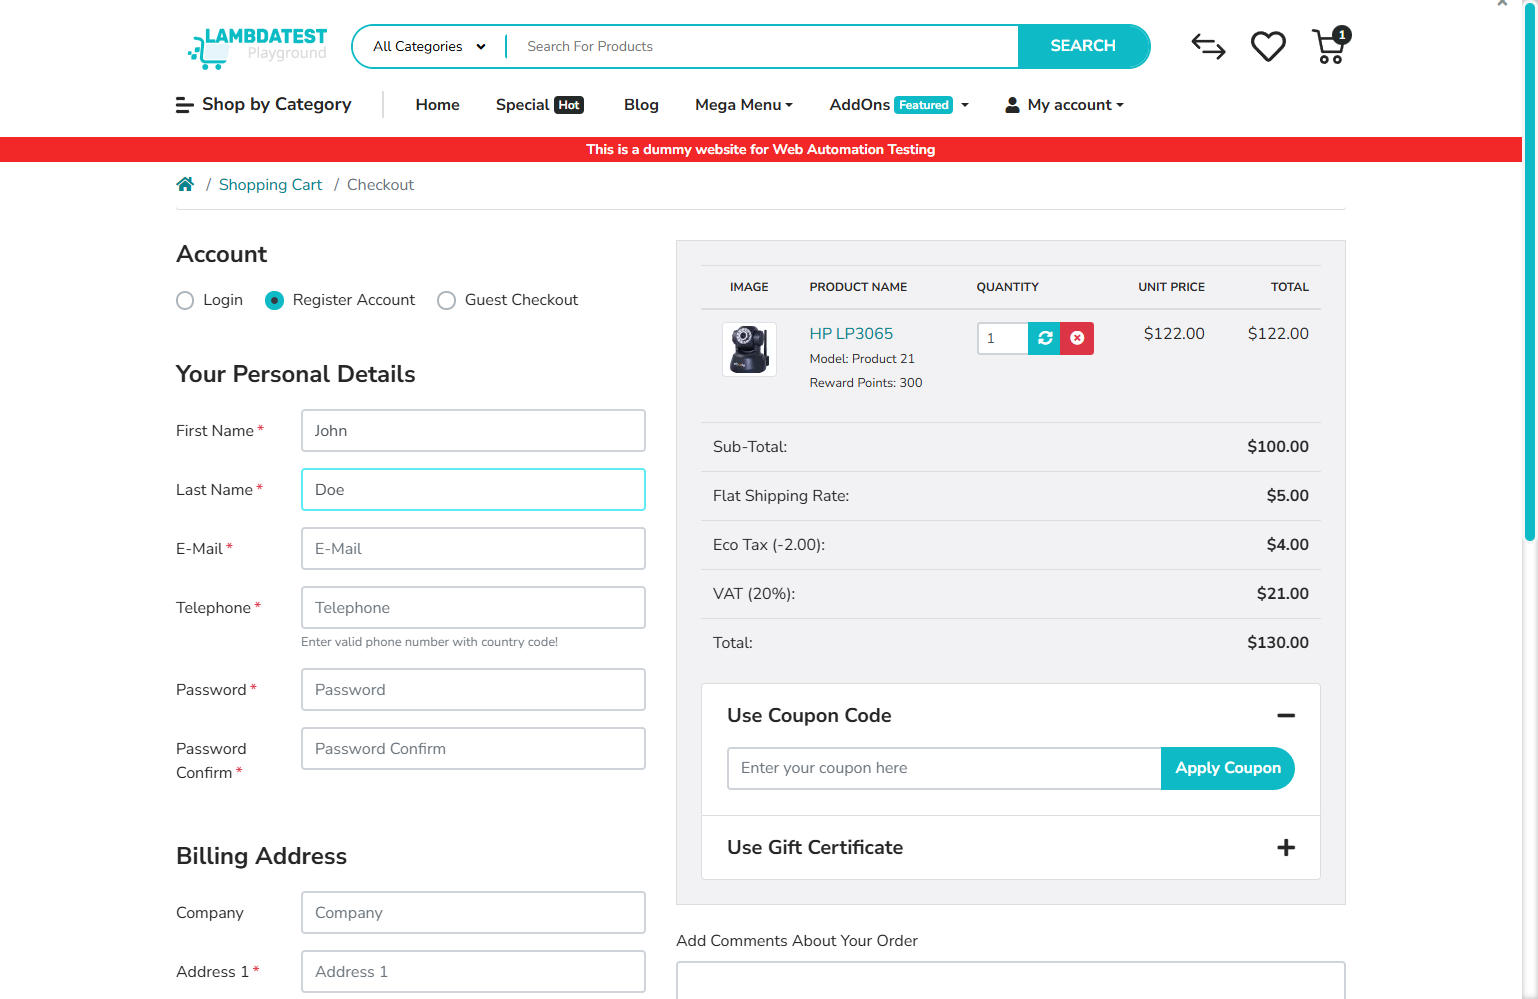 LAMBDATEST
Playground
All Categories
Search For Products
SEARCH
1
Shop by Category
Home
Special Hot
Blog
Mega Menu
AddOns Featured
My account
This is a dummy website for Web Automation Testing
/ Shopping Cart / Checkout
Account
Login
Register Account
Guest Checkout
Your Personal Details
First Name *
John
Last Name *
Doe
E-Mail *
E-Mail
Telephone *
Telephone
Enter valid phone number with country code!
Password *
Password
Password
Confirm *
Password Confirm
Billing Address
Company
Company
Address 1 *
Address 1
IMAGE PRODUCT NAME QUANTITY UNIT PRICE TOTAL
HP LP3065 1 $122.00 $122.00
Model: Product 21
Reward Points: 300
Sub-Total: $100.00
Flat Shipping Rate: $5.00
Eco Tax (-2.00): $4.00
VAT (20%): $21.00
Total: $130.00
Use Coupon Code
Enter your coupon here
Apply Coupon
Use Gift Certificate
Add Comments About Your Order